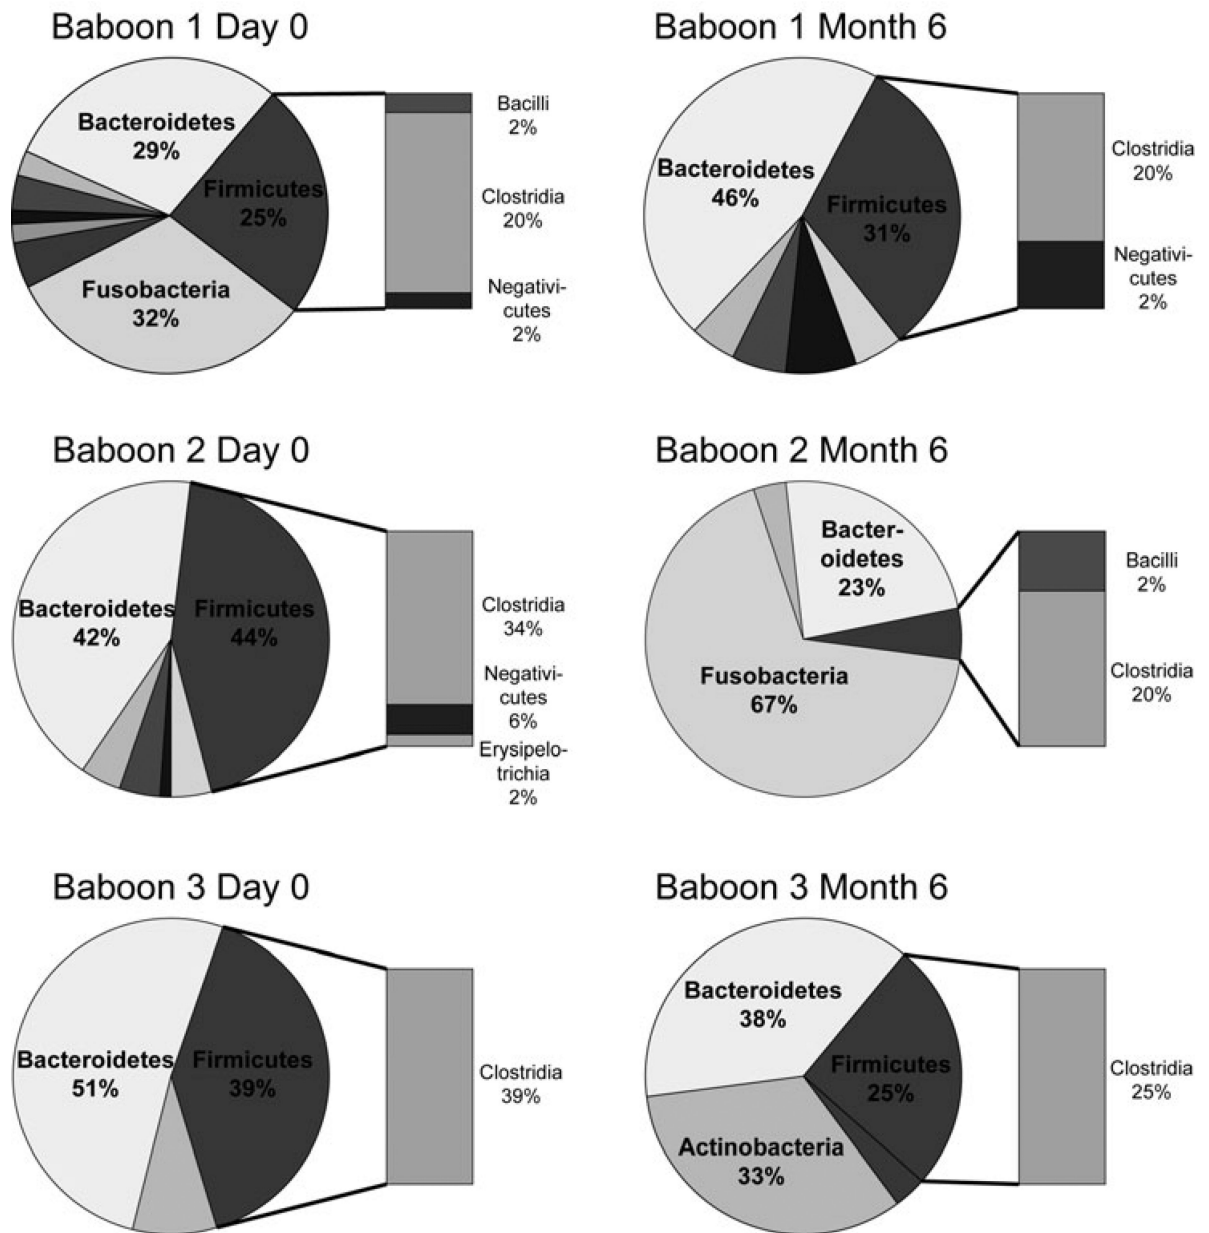 Baboon 1 Day 0
Bacteroidetes
29%
Firmicutes
25%
Fusobacteria
32%
Bacilli
2%
Clostridia
20%
Negativi-
cutes
2%
Baboon 1 Month 6
Bacteroidetes
46%
Firmicutes
31%
Clostridia
20%
Negativi-
cutes
2%
Baboon 2 Day 0
Bacteroidetes
42%
Firmicutes
44%
Clostridia
34%
Negativi-
cutes
6%
Erysipelo-
trichia
2%
Baboon 2 Month 6
Bacter-
oidetes
23%
Fusobacteria
67%
Bacilli
2%
Clostridia
20%
Baboon 3 Day 0
Bacteroidetes
51%
Firmicutes
39%
Clostridia
39%
Baboon 3 Month 6
Bacteroidetes
38%
Firmicutes
25%
Actinobacteria
33%
Clostridia
25%